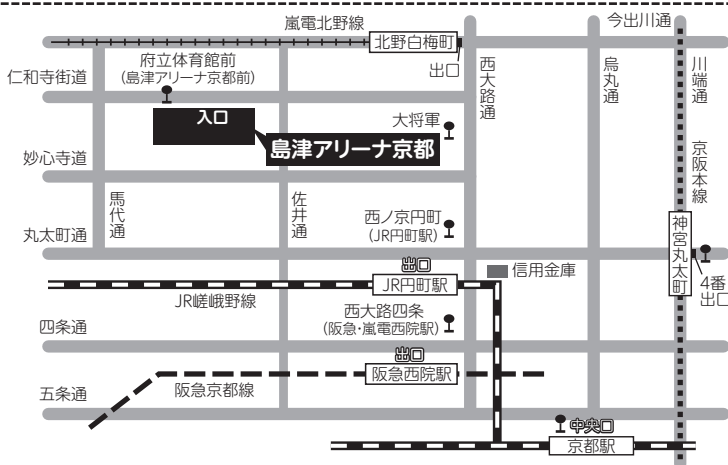 嵐電北野線
今出川通
北野白梅町
出口
仁和寺街道
府立体育館前
(島津アリーナ京都前)
西大路通
烏丸通
川端通
入口
大将軍
島津アリーナ京都
妙心寺道
京阪本線
馬代通
佐井通
西ノ京円町
(JR円町駅)
丸太町通
神宮丸太町
出口
信用金庫
JR円町駅
4番
出口
JR嵯峨野線
西大路四条
(阪急・嵐電西院駅)
四条通
出口
阪急西院駅
阪急京都線
五条通
中央口
京都駅